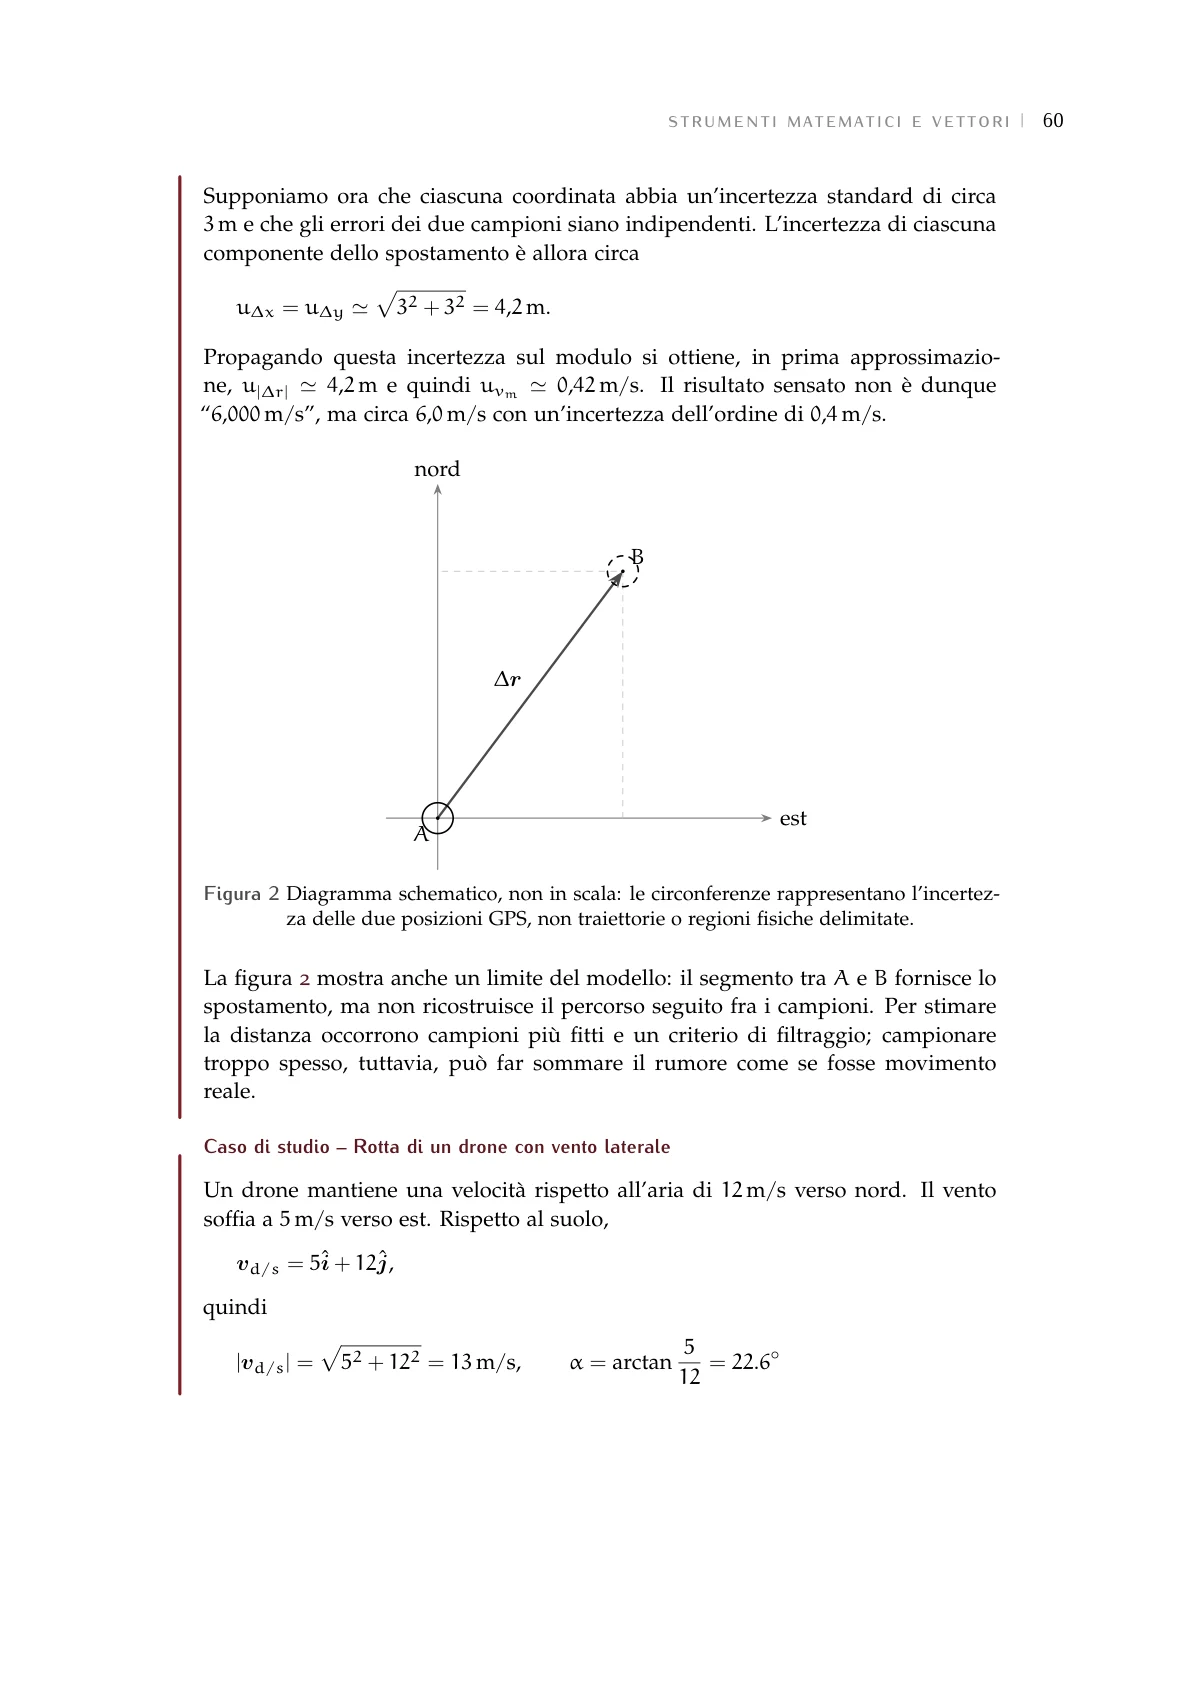 STRUMENTI MATEMATICI E VETTORI | 60
Supponiamo ora che ciascuna coordinata abbia un’incertezza standard di circa
3 m e che gli errori dei due campioni siano indipendenti. L’incertezza di ciascuna
componente dello spostamento è allora circa
u_Δx = u_Δy ≃ √(3² + 3²) = 4,2 m.
Propagando questa incertezza sul modulo si ottiene, in prima approssimazio-
ne, u_|Δr| ≃ 4,2 m e quindi u_vₘ ≃ 0,42 m/s. Il risultato sensato non è dunque
“6,000 m/s”, ma circa 6,0 m/s con un’incertezza dell’ordine di 0,4 m/s.
nord
B
Δr
est
A
Figura 2 Diagramma schematico, non in scala: le circonferenze rappresentano l’incertez-
za delle due posizioni GPS, non traiettorie o regioni fisiche delimitate.
La figura 2 mostra anche un limite del modello: il segmento tra A e B fornisce lo
spostamento, ma non ricostruisce il percorso seguito fra i campioni. Per stimare
la distanza occorrono campioni più fitti e un criterio di filtraggio; campionare
troppo spesso, tuttavia, può far sommare il rumore come se fosse movimento
reale.
Caso di studio – Rotta di un drone con vento laterale
Un drone mantiene una velocità rispetto all’aria di 12 m/s verso nord. Il vento
soffia a 5 m/s verso est. Rispetto al suolo,
v_d/s = 5î + 12ĵ,
quindi
|v_d/s| = √(5² + 12²) = 13 m/s, α = arctan 5/12 = 22.6°